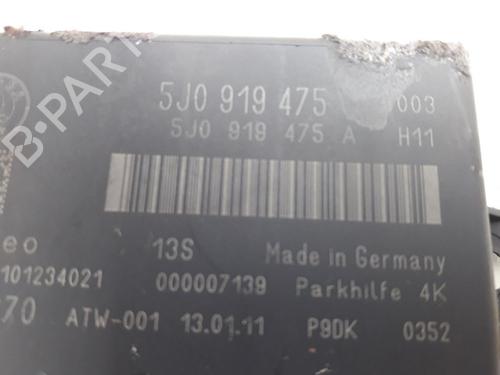 5J0 919 475 003
5J0 919 475 A H11
eo 13S Made in Germany
101234021 000007139 Parkhilfe 4K
70 ATW-001 13.01.11 P9DK 0352